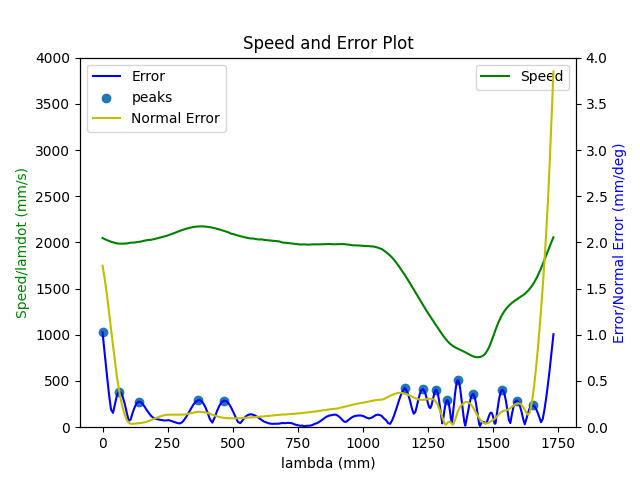 Speed and Error Plot
Error
peaks
Normal Error
Speed
4000
3500
3000
2500
2000
1500
1000
500
0
Speed/lamdot (mm/s)
4.0
3.5
3.0
2.5
2.0
1.5
1.0
0.5
0.0
Error/Normal Error (mm/deg)
0 250 500 750 1000 1250 1500 1750
lambda (mm)